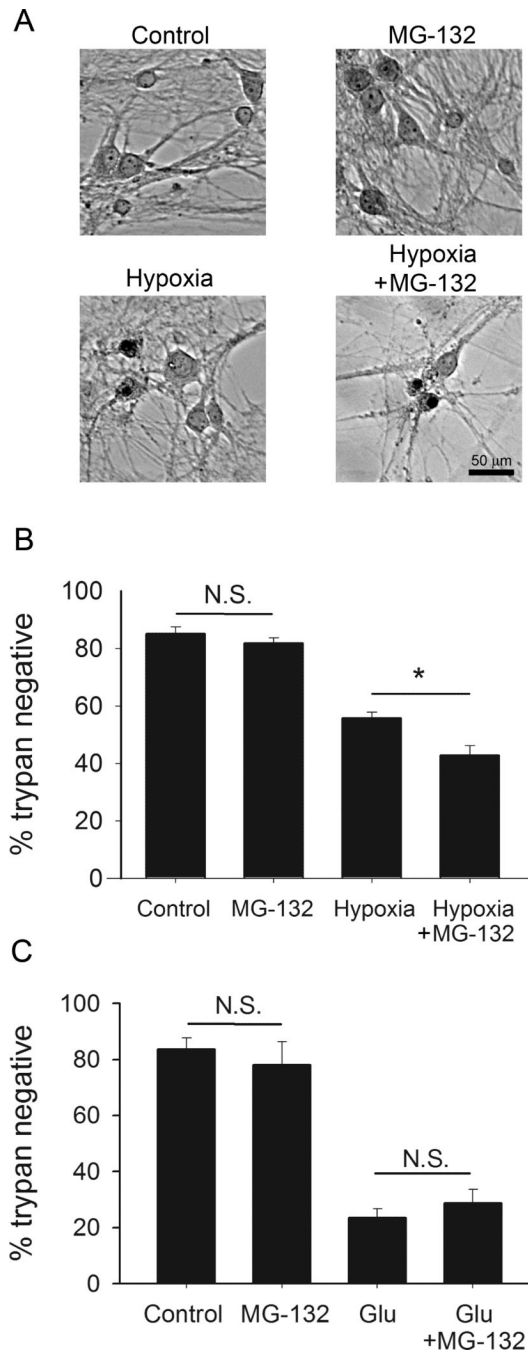 A
Control
MG-132
Hypoxia
Hypoxia
+MG-132
50 μm
B
% trypan negative
100
80
60
40
20
0
N.S.
*
Control
MG-132
Hypoxia
Hypoxia
+MG-132
C
% trypan negative
100
80
60
40
20
0
N.S.
N.S.
Control
MG-132
Glu
Glu
+MG-132